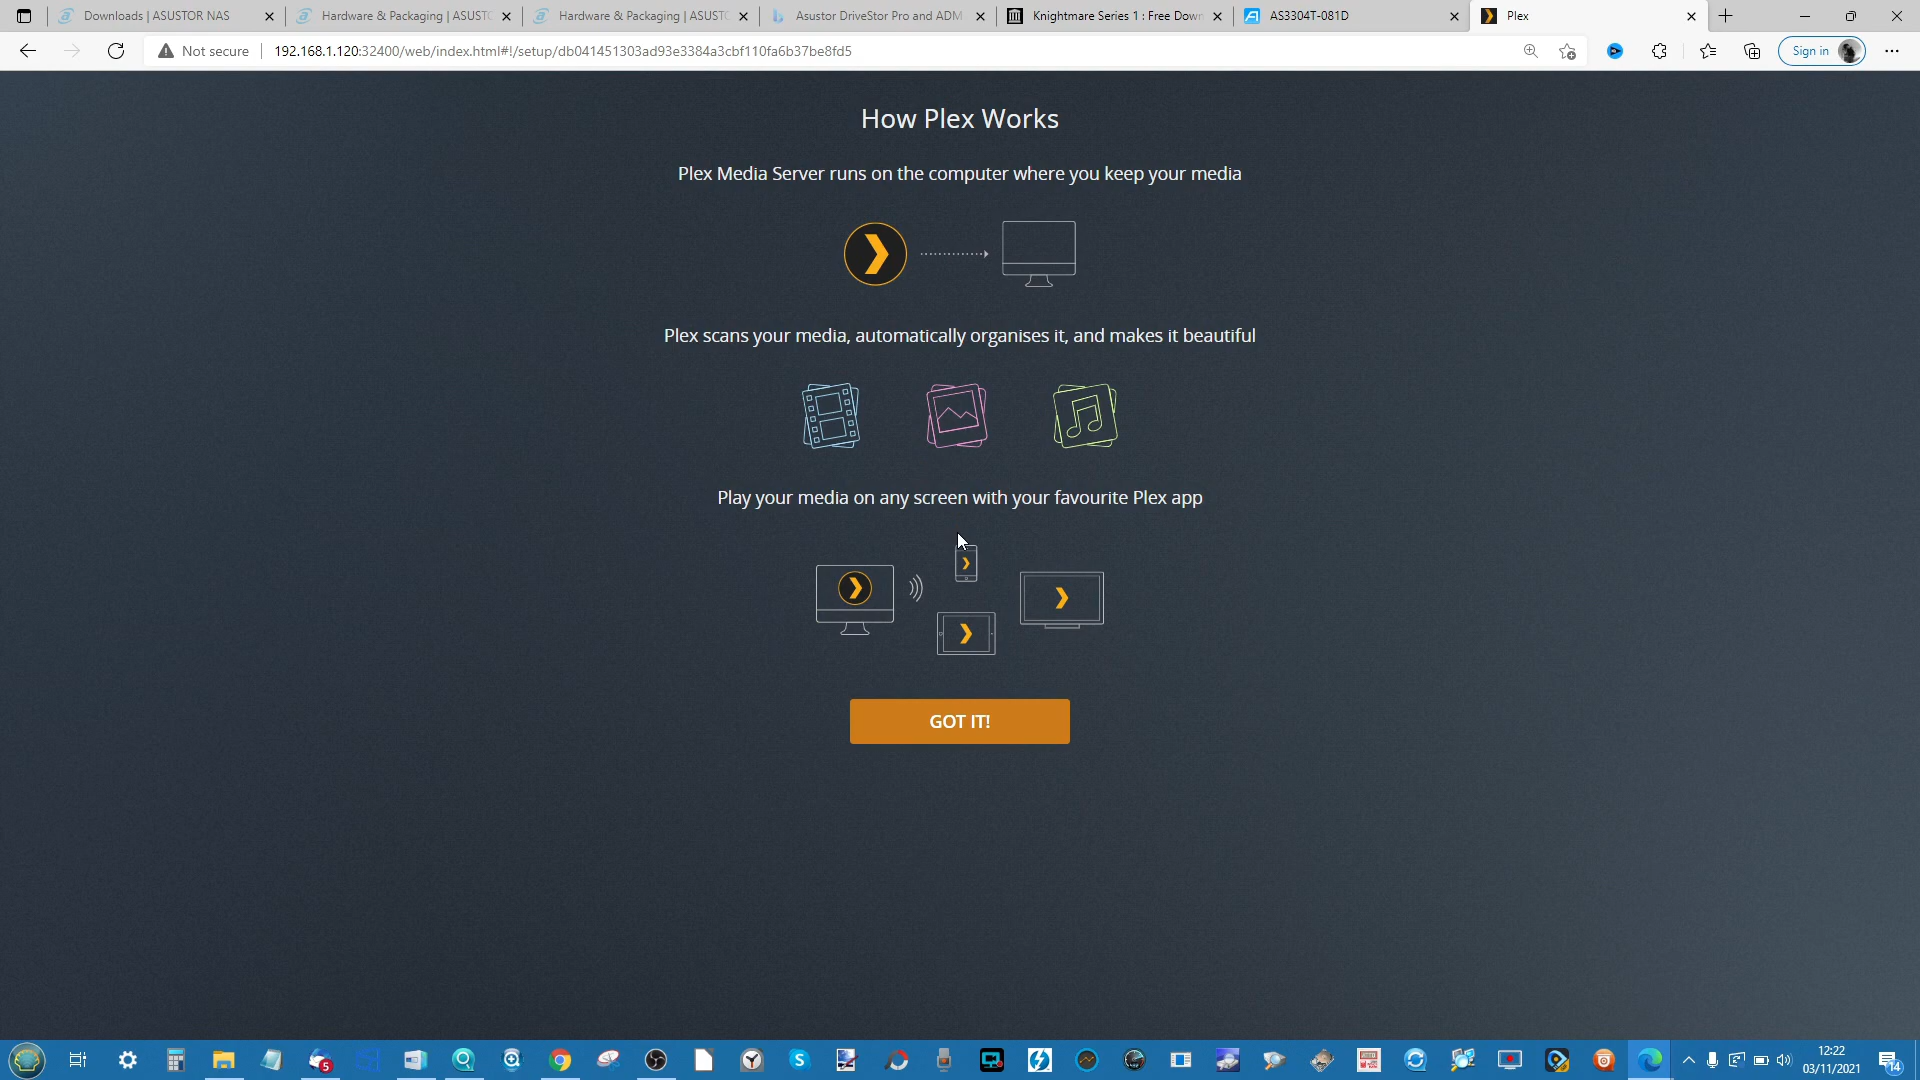 Downloads | ASUSTOR NAS
Hardware & Packaging | ASUST
Hardware & Packaging | ASUST
Asustor DriveStor Pro and ADM
Knightmare Series 1 : Free Down
AS3304T-081D
Plex
Not secure
192.168.1.120:32400/web/index.html#!/setup/db041451303ad93e3384a3cbf110fa6b37be8fd5
Sign in
How Plex Works
Plex Media Server runs on the computer where you keep your media
Plex scans your media, automatically organises it, and makes it beautiful
Play your media on any screen with your favourite Plex app
GOT IT!
5
12:22
03/11/2021
14